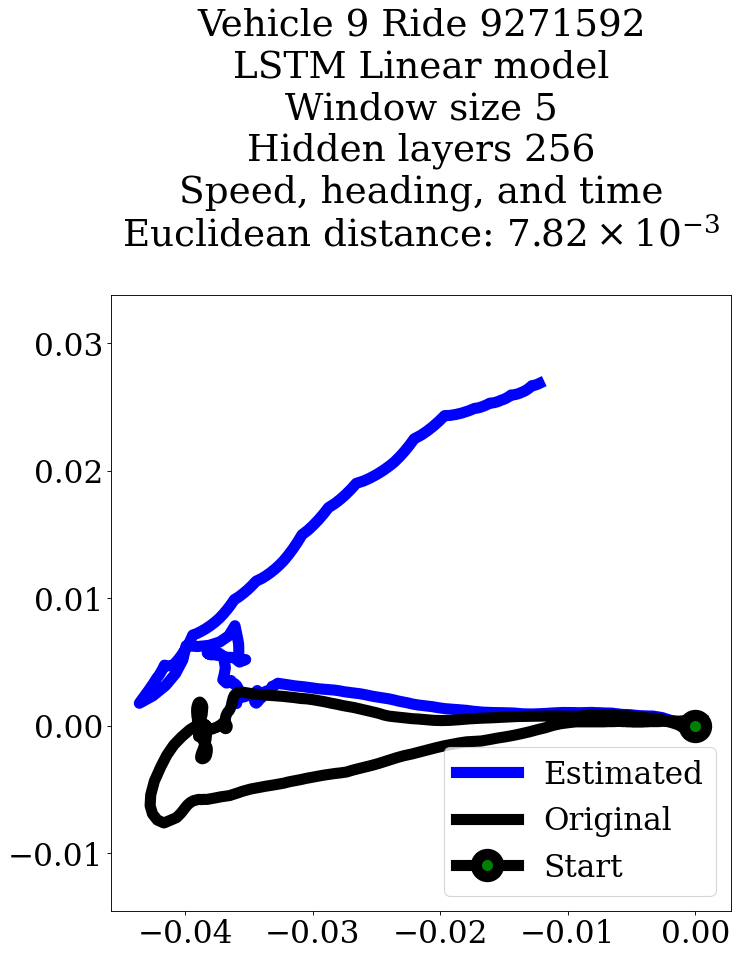 Vehicle 9 Ride 9271592
LSTM Linear model
Window size 5
Hidden layers 256
Speed, heading, and time
Euclidean distance: 7.82 × 10⁻³
0.03
0.02
0.01
0.00
−0.01
Estimated
Original
Start
−0.04 −0.03 −0.02 −0.01 0.00